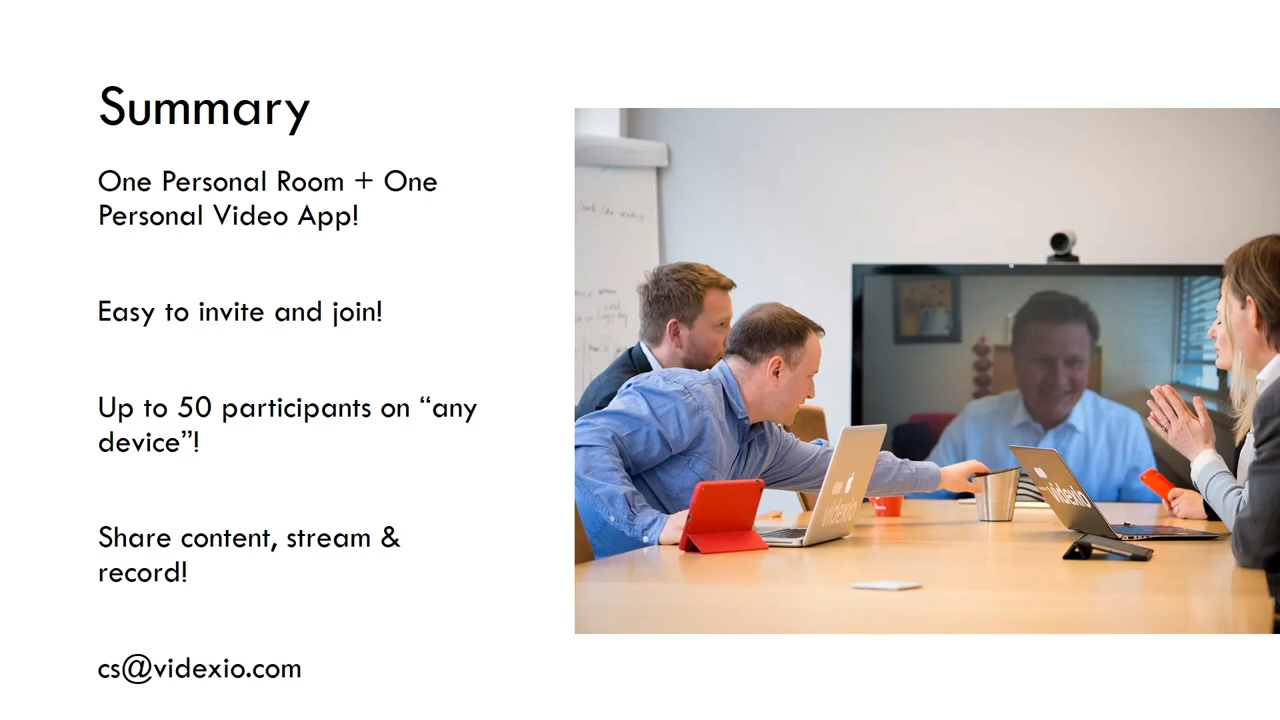 Summary
One Personal Room + One
Personal Video App!
Easy to invite and join!
Up to 50 participants on “any
device”!
Share content, stream &
record!
cs@videxio.com
videxio
videxio